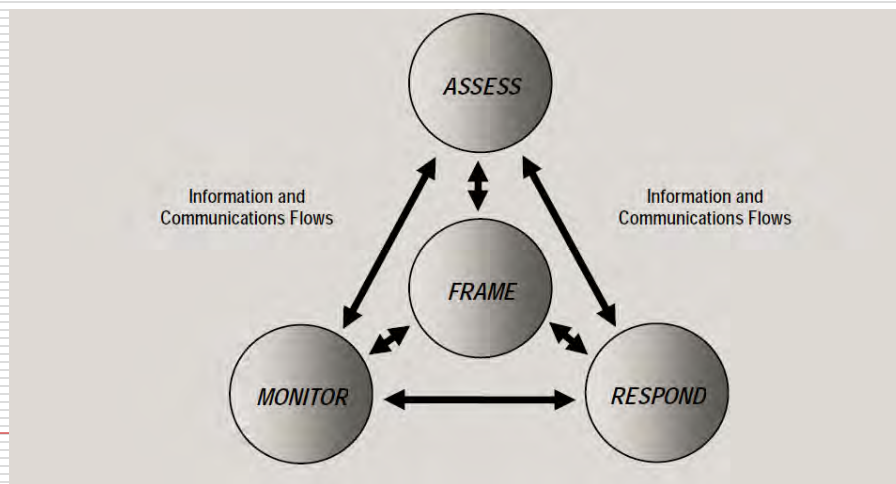 ASSESS
Information and
Communications Flows
Information and
Communications Flows
FRAME
MONITOR
RESPOND